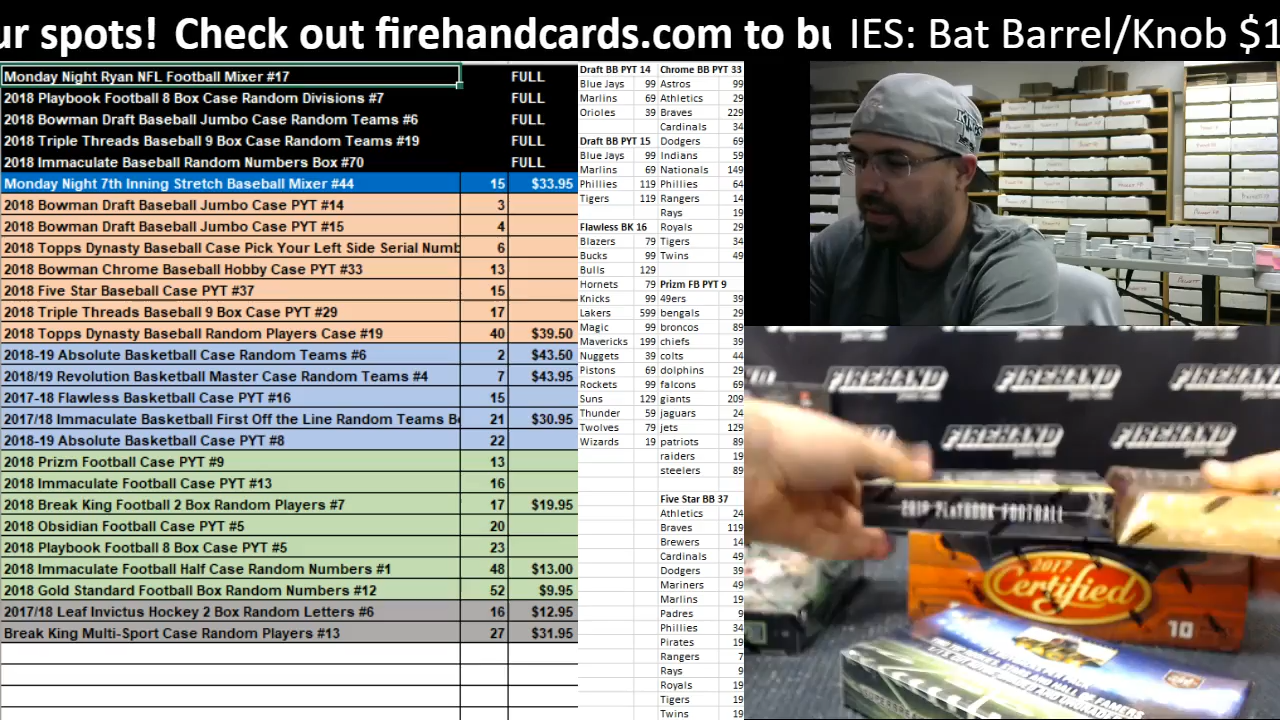 ur spots! Check out firehandcards.com to bu
IES: Bat Barrel/Knob $1
Monday Night Ryan NFL Football Mixer #17 FULL
2018 Playbook Football 8 Box Case Random Divisions #7 FULL
2018 Bowman Draft Baseball Jumbo Case Random Teams #6 FULL
2018 Triple Threads Baseball 9 Box Case Random Teams #19 FULL
2018 Immaculate Baseball Random Numbers Box #70 FULL
Monday Night 7th Inning Stretch Baseball Mixer #44 15 $33.95
2018 Bowman Draft Baseball Jumbo Case PYT #14 3
2018 Bowman Draft Baseball Jumbo Case PYT #15 4
2018 Topps Dynasty Baseball Case Pick Your Left Side Serial Numb 6
2018 Bowman Chrome Baseball Hobby Case PYT #33 13
2018 Five Star Baseball Case PYT #37 15
2018 Triple Threads Baseball 9 Box Case PYT #29 17
2018 Topps Dynasty Baseball Random Players Case #19 40 $39.50
2018-19 Absolute Basketball Case Random Teams #6 2 $43.50
2018/19 Revolution Basketball Master Case Random Teams #4 7 $43.95
2017-18 Flawless Basketball Case PYT #16 15
2017/18 Immaculate Basketball First Off the Line Random Teams Bo 21 $30.95
2018-19 Absolute Basketball Case PYT #8 22
2018 Prizm Football Case PYT #9 13
2018 Immaculate Football Case PYT #13 16
2018 Break King Football 2 Box Random Players #7 17 $19.95
2018 Obsidian Football Case PYT #5 20
2018 Playbook Football 8 Box Case PYT #5 23
2018 Immaculate Football Half Case Random Numbers #1 48 $13.00
2018 Gold Standard Football Box Random Numbers #12 52 $9.95
2017/18 Leaf Invictus Hockey 2 Box Random Letters #6 16 $12.95
Break King Multi-Sport Case Random Players #13 27 $31.95
Draft BB PYT 14
Blue Jays 99
Marlins 69
Orioles 39
Draft BB PYT 15
Blue Jays 99
Marlins 69
Phillies 119
Tigers 119
Flawless BK 16
Blazers 79
Bucks 99
Bulls 129
Hornets 79
Knicks 99
Lakers 599
Magic 99
Mavericks 199
Nuggets 39
Pistons 69
Rockets 99
Suns 129
Thunder 59
Twolves 79
Wizards 19
Chrome BB PYT 33
Astros 99
Athletics 29
Braves 229
Cardinals 34
Dodgers 69
Indians 59
Nationals 149
Phillies 64
Rangers 14
Rays 19
Royals 29
Tigers 34
Twins 49
Prizm FB PYT 9
49ers 39
bengals 29
broncos 89
chiefs 39
colts 44
dolphins 29
falcons 69
giants 209
jaguars 24
jets 129
patriots 89
raiders 19
steelers 89
Five Star BB 37
Athletics 24
Braves 119
Brewers 14
Cardinals 49
Dodgers 39
Mariners 49
Marlins 19
Padres 9
Phillies 34
Pirates 19
Rangers 7
Rays 9
Royals 19
Tigers 19
Twins 19
KINGS
FIREHAND
FIREHAND
FIREHAND
FIREHAND
FIREHAND
PLAYBOOK FOOTBALL
2017
Certified
10